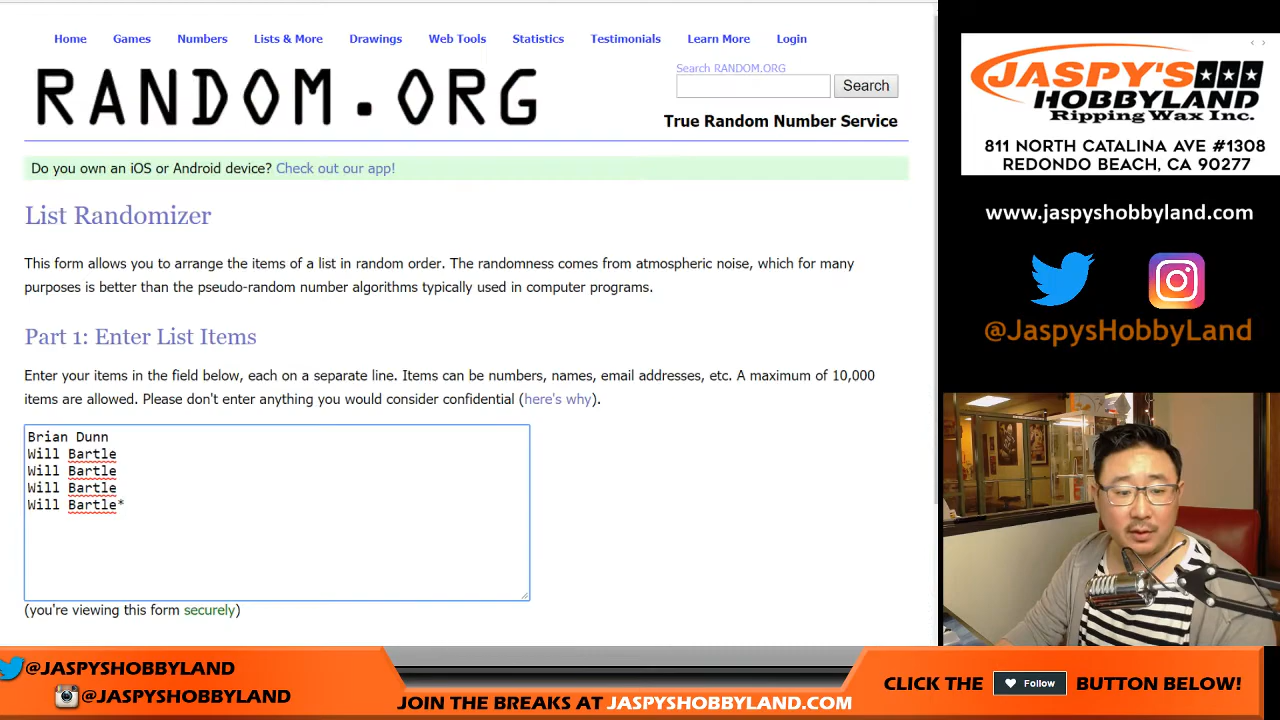 Home Games Numbers Lists & More Drawings Web Tools Statistics Testimonials Learn More Login
RANDOM.ORG
Search RANDOM.ORG
Search
True Random Number Service
Do you own an iOS or Android device? Check out our app!
List Randomizer
This form allows you to arrange the items of a list in random order. The randomness comes from atmospheric noise, which for many
purposes is better than the pseudo-random number algorithms typically used in computer programs.
Part 1: Enter List Items
Enter your items in the field below, each on a separate line. Items can be numbers, names, email addresses, etc. A maximum of 10,000
items are allowed. Please don't enter anything you would consider confidential (here's why).
Brian Dunn
Will Bartle
Will Bartle
Will Bartle
Will Bartle*
(you're viewing this form securely)
JASPY'S
HOBBYLAND
Ripping Wax Inc.
811 NORTH CATALINA AVE #1308
REDONDO BEACH, CA 90277
www.jaspyshobbyland.com
@JaspysHobbyLand
@JASPYSHOBBYLAND
@JASPYSHOBBYLAND
JOIN THE BREAKS AT JASPYSHOBBYLAND.COM
CLICK THE Follow BUTTON BELOW!